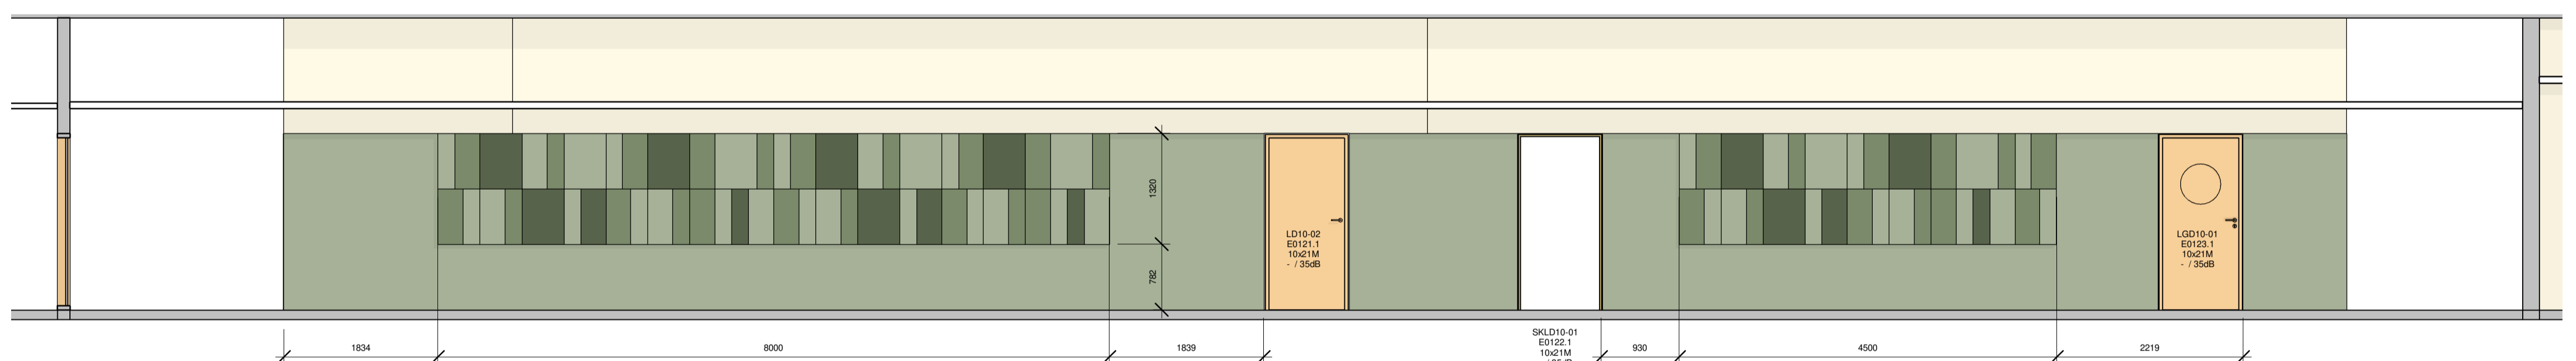 1320
782
LD10-02
E0121.1
10x21M
- / 35dB
LGD10-01
E0123.1
10x21M
- / 35dB
SKLD10-01
E0122.1
10x21M
1834
8000
1839
930
4500
2219